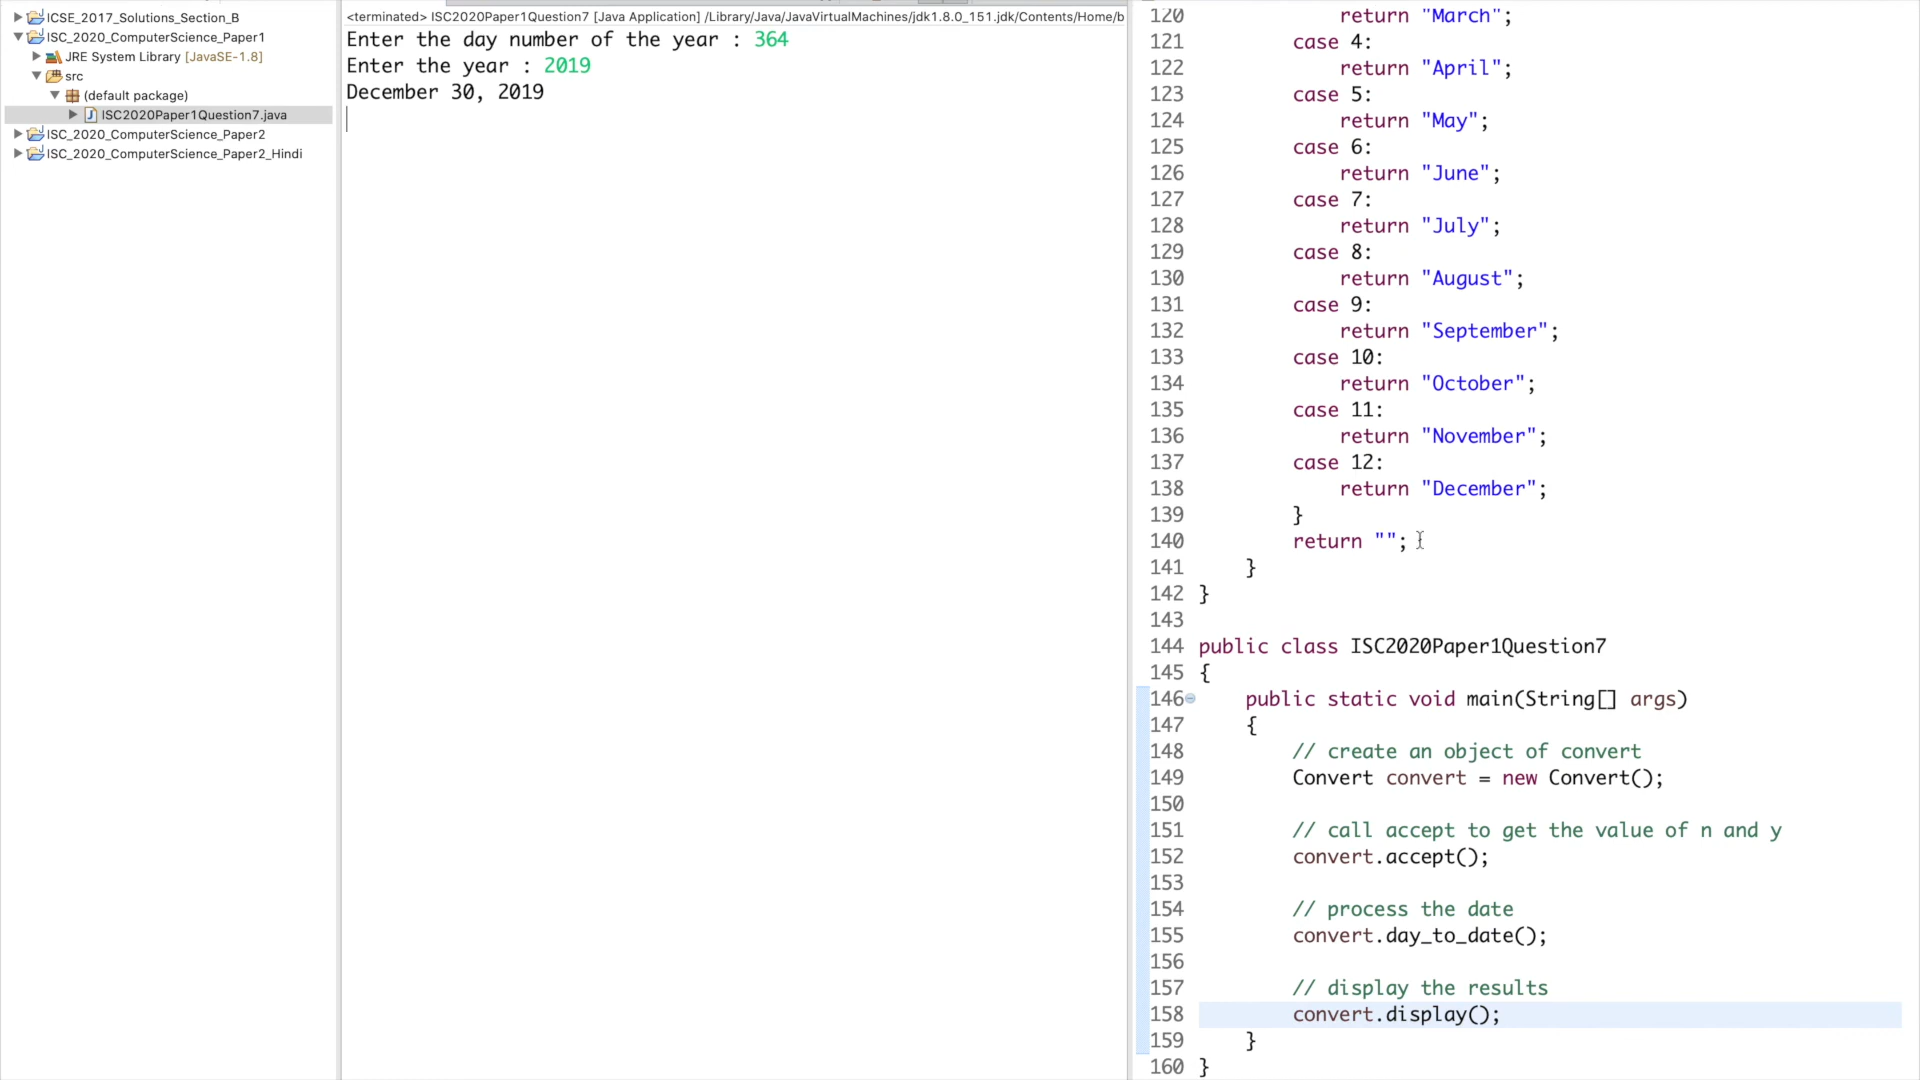 ICSE_2017_Solutions_Section_B
ISC_2020_ComputerScience_Paper1
JRE System Library [JavaSE-1.8]
src
(default package)
ISC2020Paper1Question7.java
ISC_2020_ComputerScience_Paper2
ISC_2020_ComputerScience_Paper2_Hindi
<terminated> ISC2020Paper1Question7 [Java Application] /Library/Java/JavaVirtualMachines/jdk1.8.0_151.jdk/Contents/Home/b
Enter the day number of the year : 364
Enter the year : 2019
December 30, 2019
120 return "March";
121 case 4:
122 return "April";
123 case 5:
124 return "May";
125 case 6:
126 return "June";
127 case 7:
128 return "July";
129 case 8:
130 return "August";
131 case 9:
132 return "September";
133 case 10:
134 return "October";
135 case 11:
136 return "November";
137 case 12:
138 return "December";
139 }
140 return "";
141 }
142 }
143
144 public class ISC2020Paper1Question7
145 {
146 public static void main(String[] args)
147 {
148 // create an object of convert
149 Convert convert = new Convert();
150
151 // call accept to get the value of n and y
152 convert.accept();
153
154 // process the date
155 convert.day_to_date();
156
157 // display the results
158 convert.display();
159 }
160 }